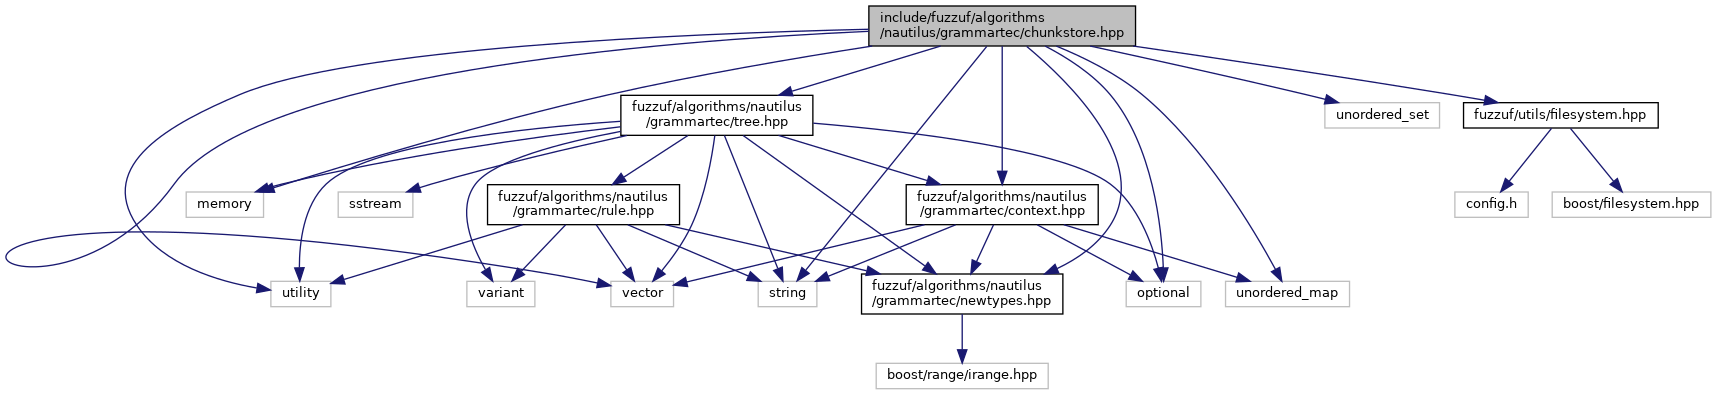 include/fuzzuf/algorithms
/nautilus/grammartec/chunkstore.hpp
fuzzuf/algorithms/nautilus
/grammartec/tree.hpp
unordered_set
fuzzuf/utils/filesystem.hpp
memory
sstream
fuzzuf/algorithms/nautilus
/grammartec/rule.hpp
fuzzuf/algorithms/nautilus
/grammartec/context.hpp
config.h
boost/filesystem.hpp
utility
variant
vector
string
fuzzuf/algorithms/nautilus
/grammartec/newtypes.hpp
optional
unordered_map
boost/range/irange.hpp